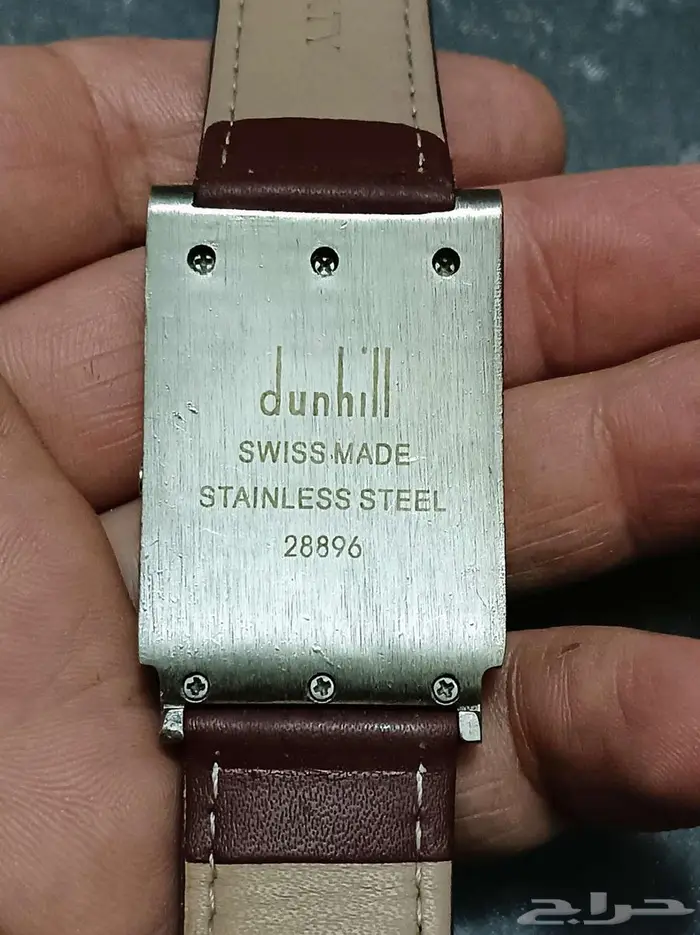 dunhill
SWISS MADE
STAINLESS STEEL
28896
حراج